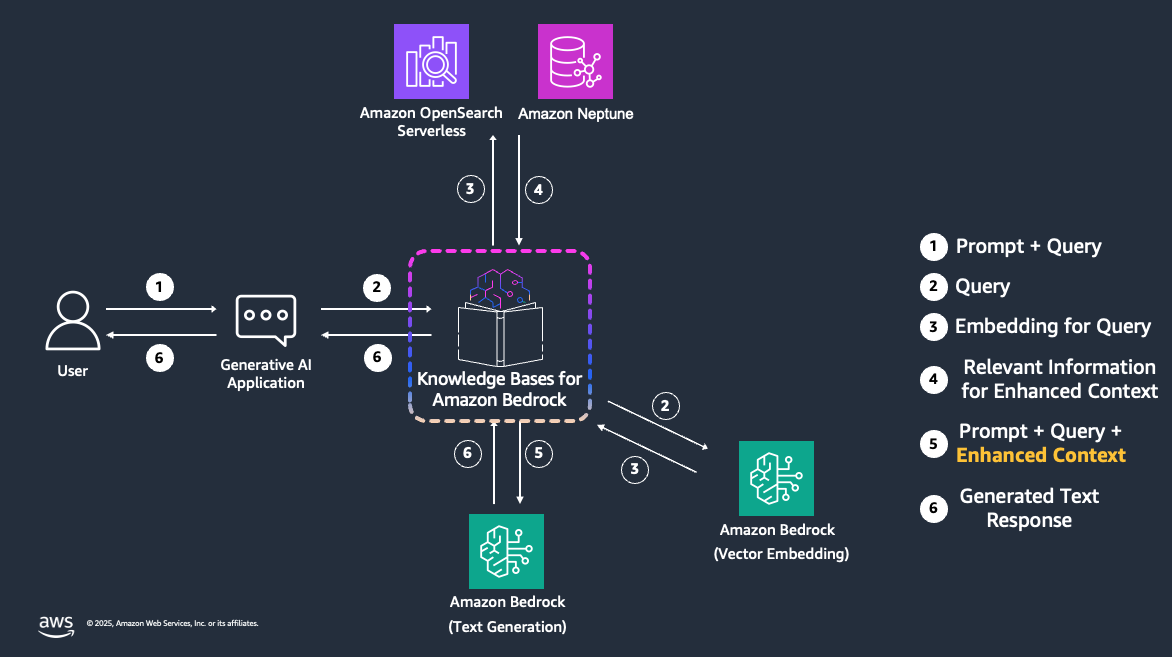 Amazon OpenSearch
Serverless
Amazon Neptune
3
4
1
2
6
6
User
Generative AI
Application
Knowledge Bases for
Amazon Bedrock
2
3
6
5
Amazon Bedrock
(Vector Embedding)
Amazon Bedrock
(Text Generation)
1 Prompt + Query
2 Query
3 Embedding for Query
4 Relevant Information
for Enhanced Context
5 Prompt + Query +
Enhanced Context
6 Generated Text
Response
aws
© 2025, Amazon Web Services, Inc. or its affiliates.